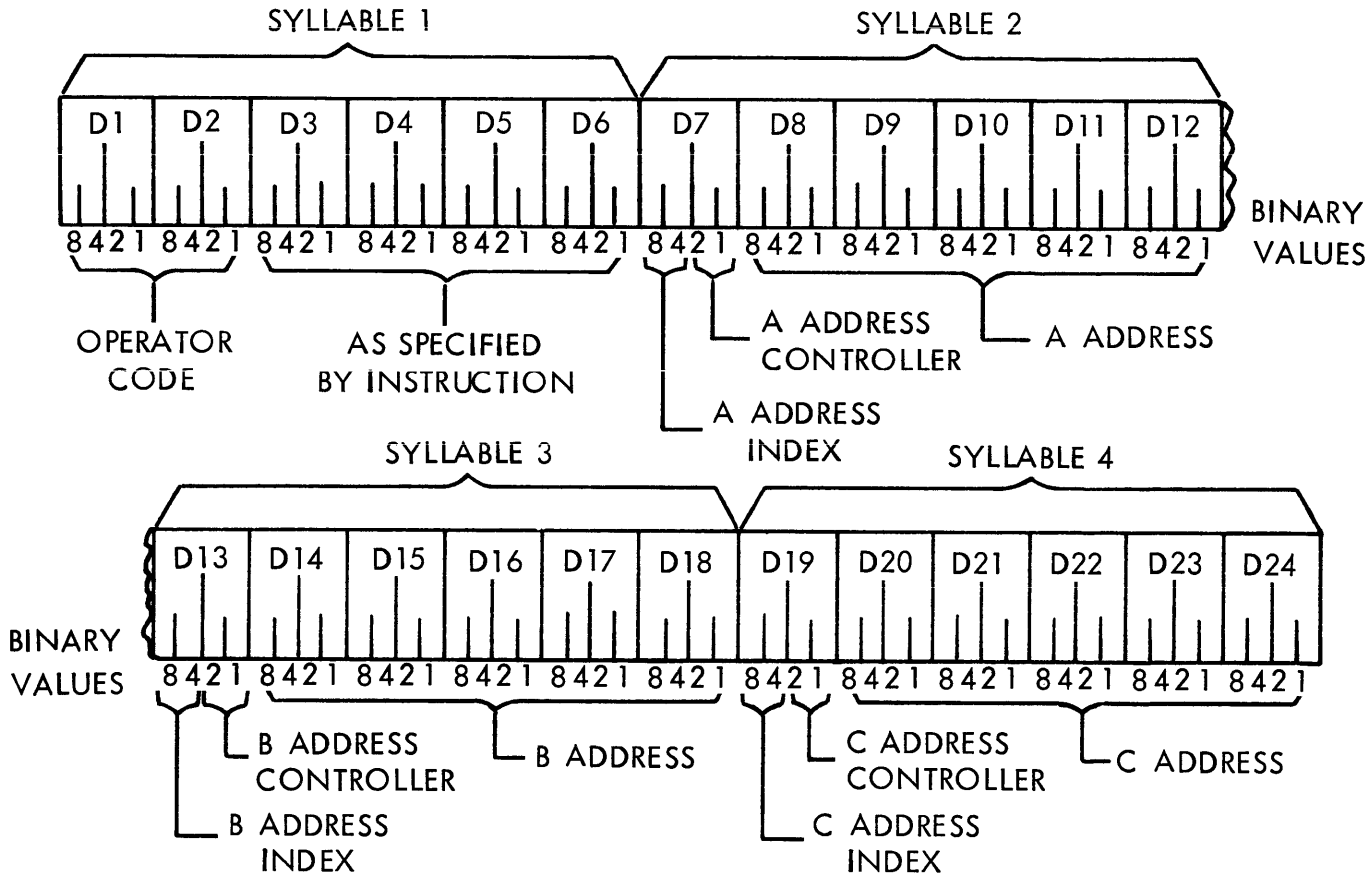 SYLLABLE 1 SYLLABLE 2
D1 D2 D3 D4 D5 D6 D7 D8 D9 D10 D11 D12
8421 8421 8421 8421 8421 8421 8421 8421 8421 8421 8421 8421
BINARY
VALUES
OPERATOR
CODE
AS SPECIFIED
BY INSTRUCTION
A ADDRESS
CONTROLLER
A ADDRESS
A ADDRESS
INDEX
SYLLABLE 3 SYLLABLE 4
D13 D14 D15 D16 D17 D18 D19 D20 D21 D22 D23 D24
BINARY
VALUES
8421 8421 8421 8421 8421 8421 8421 8421 8421 8421 8421 8421
B ADDRESS
CONTROLLER
B ADDRESS
B ADDRESS
INDEX
C ADDRESS
CONTROLLER
C ADDRESS
C ADDRESS
INDEX